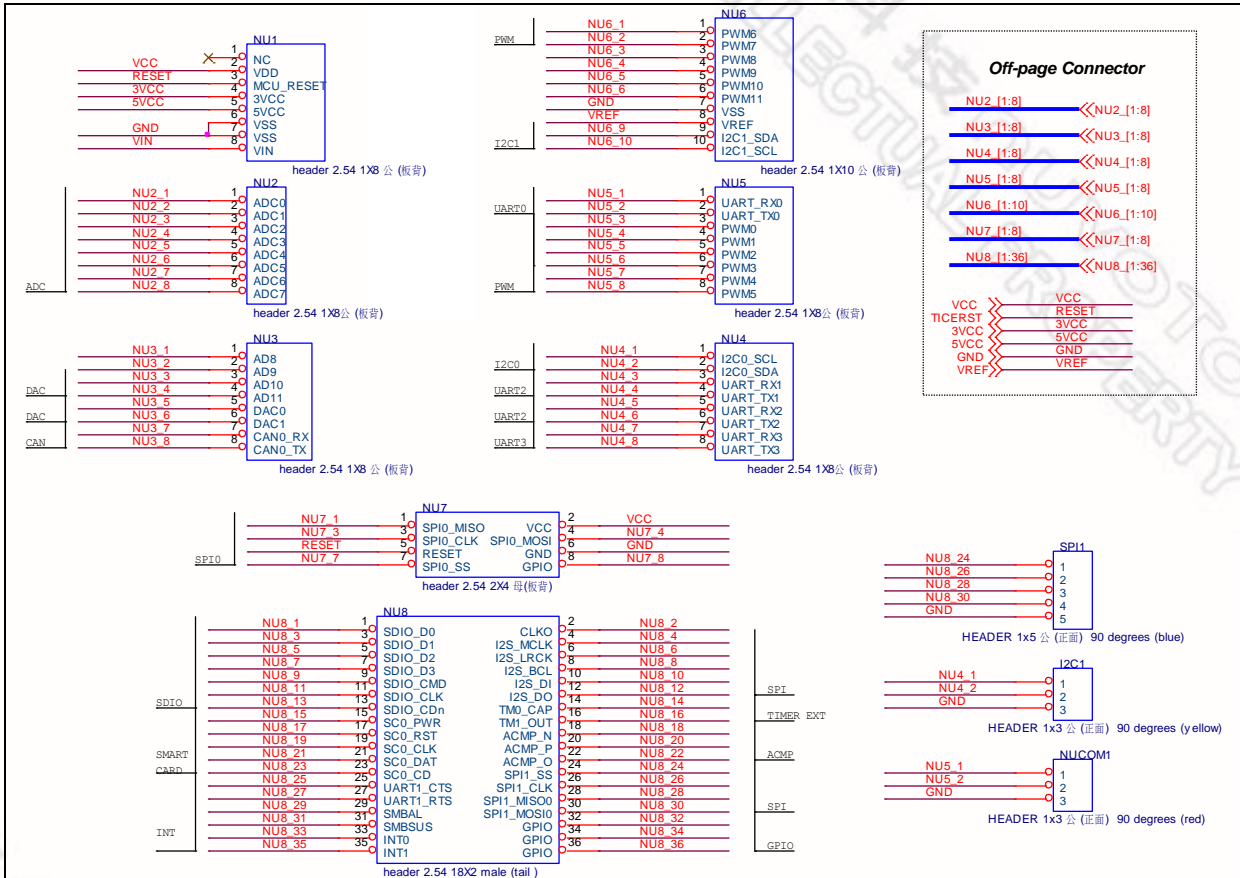 NU1
1 NC
VCC 2 VDD
RESET 3 MCU_RESET
3VCC 4 3VCC
5VCC 5 5VCC
6 VSS
GND 7 VSS
VIN 8 VIN
header 2.54 1X8 公 (板背)
NU2
NU2_1 1 ADC0
NU2_2 2 ADC1
NU2_3 3 ADC2
NU2_4 4 ADC3
NU2_5 5 ADC4
NU2_6 6 ADC5
NU2_7 7 ADC6
NU2_8 8 ADC7
ADC
header 2.54 1X8公 (板背)
NU3
NU3_1 1 AD8
NU3_2 2 AD9
NU3_3 3 AD10
NU3_4 4 AD11
NU3_5 5 DAC0
NU3_6 6 DAC1
NU3_7 7 CAN0_RX
NU3_8 8 CAN0_TX
DAC
DAC
CAN
header 2.54 1X8 公 (板背)
NU6
PWM
NU6_1 1 PWM6
NU6_2 2 PWM7
NU6_3 3 PWM8
NU6_4 4 PWM9
NU6_5 5 PWM10
NU6_6 6 PWM11
GND 7 VSS
VREF 8 VREF
NU6_9 9 I2C1_SDA
NU6_10 10 I2C1_SCL
I2C1
header 2.54 1X10 公 (板背)
NU5
NU5_1 1 UART_RX0
NU5_2 2 UART_TX0
NU5_3 3 PWM0
NU5_4 4 PWM1
NU5_5 5 PWM2
NU5_6 6 PWM3
NU5_7 7 PWM4
NU5_8 8 PWM5
UART0
PWM
header 2.54 1X8公 (板背)
NU4
NU4_1 1 I2C0_SCL
NU4_2 2 I2C0_SDA
NU4_3 3 UART_RX1
NU4_4 4 UART_TX1
NU4_5 5 UART_RX2
NU4_6 6 UART_TX2
NU4_7 7 UART_RX3
NU4_8 8 UART_TX3
I2C0
UART2
UART2
UART3
header 2.54 1X8公 (板背)
Off-page Connector
NU2_[1:8] NU2_[1:8]
NU3_[1:8] NU3_[1:8]
NU4_[1:8] NU4_[1:8]
NU5_[1:8] NU5_[1:8]
NU6_[1:10] NU6_[1:10]
NU7_[1:8] NU7_[1:8]
NU8_[1:36] NU8_[1:36]
VCC VCC
TICERST RESET
3VCC 3VCC
5VCC 5VCC
GND GND
VREF VREF
NU7
NU7_1 1 SPI0_MISO VCC 2 VCC
NU7_3 3 SPI0_CLK SPI0_MOSI 4 NU7_4
RESET 5 RESET GND 6 GND
NU7_7 7 SPI0_SS GPIO 8 NU7_8
SPI0
header 2.54 2X4 母(板背)
NU8
NU8_1 1 SDIO_D0 CLKO 2 NU8_2
NU8_3 3 SDIO_D1 I2S_MCLK 4 NU8_4
NU8_5 5 SDIO_D2 I2S_LRCK 6 NU8_6
NU8_7 7 SDIO_D3 I2S_BCL 8 NU8_8
NU8_9 9 SDIO_CMD I2S_DI 10 NU8_10
NU8_11 11 SDIO_CLK I2S_DO 12 NU8_12
NU8_13 13 SDIO_CDn TM0_CAP 14 NU8_14
NU8_15 15 SC0_PWR TM1_OUT 16 NU8_16
NU8_17 17 SC0_RST ACMP_N 18 NU8_18
NU8_19 19 SC0_CLK ACMP_P 20 NU8_20
NU8_21 21 SC0_DAT ACMP_O 22 NU8_22
NU8_23 23 SC0_CD SPI1_SS 24 NU8_24
NU8_25 25 UART1_CTS SPI1_CLK 26 NU8_26
NU8_27 27 UART1_RTS SPI1_MISO0 28 NU8_28
NU8_29 29 SMBAL SPI1_MOSI0 30 NU8_30
NU8_31 31 SMBSUS GPIO 32 NU8_32
NU8_33 33 INT0 GPIO 34 NU8_34
NU8_35 35 INT1 GPIO 36 NU8_36
SDIO
SMART
CARD
INT
SPI
TIMER EXT
ACMP
SPI
GPIO
header 2.54 18X2 male (tail )
SPI1
NU8_24 1
NU8_26 2
NU8_28 3
NU8_30 4
GND 5
HEADER 1x5 公 (正面) 90 degrees (blue)
I2C1
NU4_1 1
NU4_2 2
GND 3
HEADER 1x3 公 (正面) 90 degrees (yellow)
NUCOM1
NU5_1 1
NU5_2 2
GND 3
HEADER 1x3 公 (正面) 90 degrees (red)